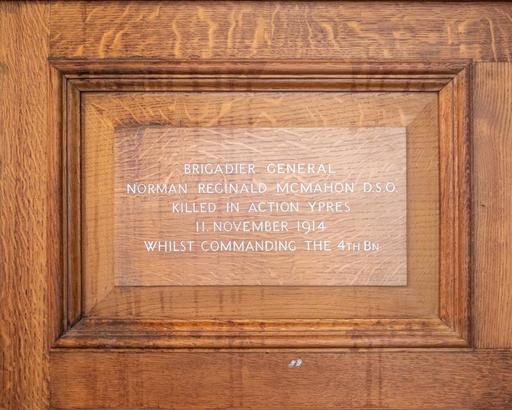 BRIGADIER GENERAL
NORMAN REGINALD MCMAHON D.S.O.
KILLED IN ACTION YPRES
11. NOVEMBER 1914
WHILST COMMANDING THE 4TH BN